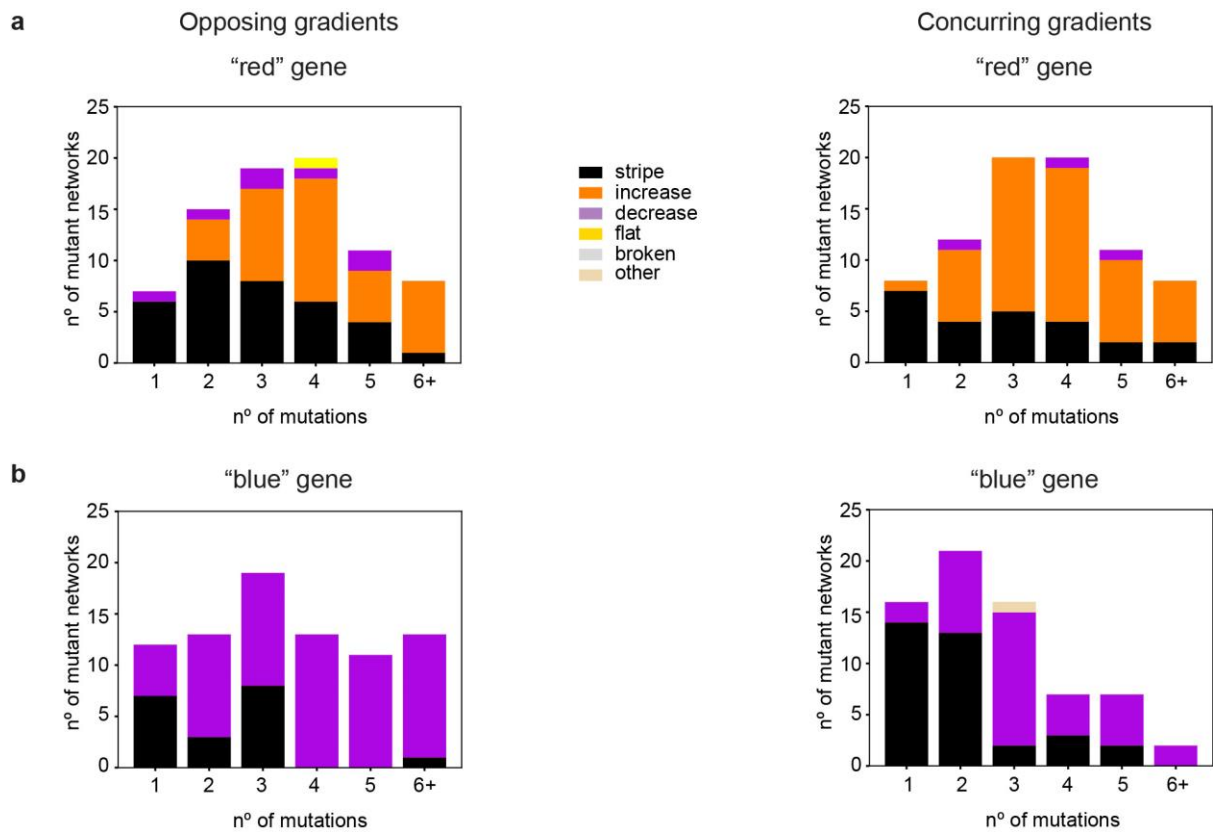 a
Opposing gradients
Concurring gradients
“red” gene
“red” gene
nº of mutant networks
25
20
15
10
5
0
1 2 3 4 5 6+
nº of mutations
stripe
increase
decrease
flat
broken
other
nº of mutant networks
25
20
15
10
5
0
1 2 3 4 5 6+
nº of mutations
b
“blue” gene
“blue” gene
nº of mutant networks
25
20
15
10
5
0
1 2 3 4 5 6+
nº of mutations
nº of mutant networks
25
20
15
10
5
0
1 2 3 4 5 6+
nº of mutations